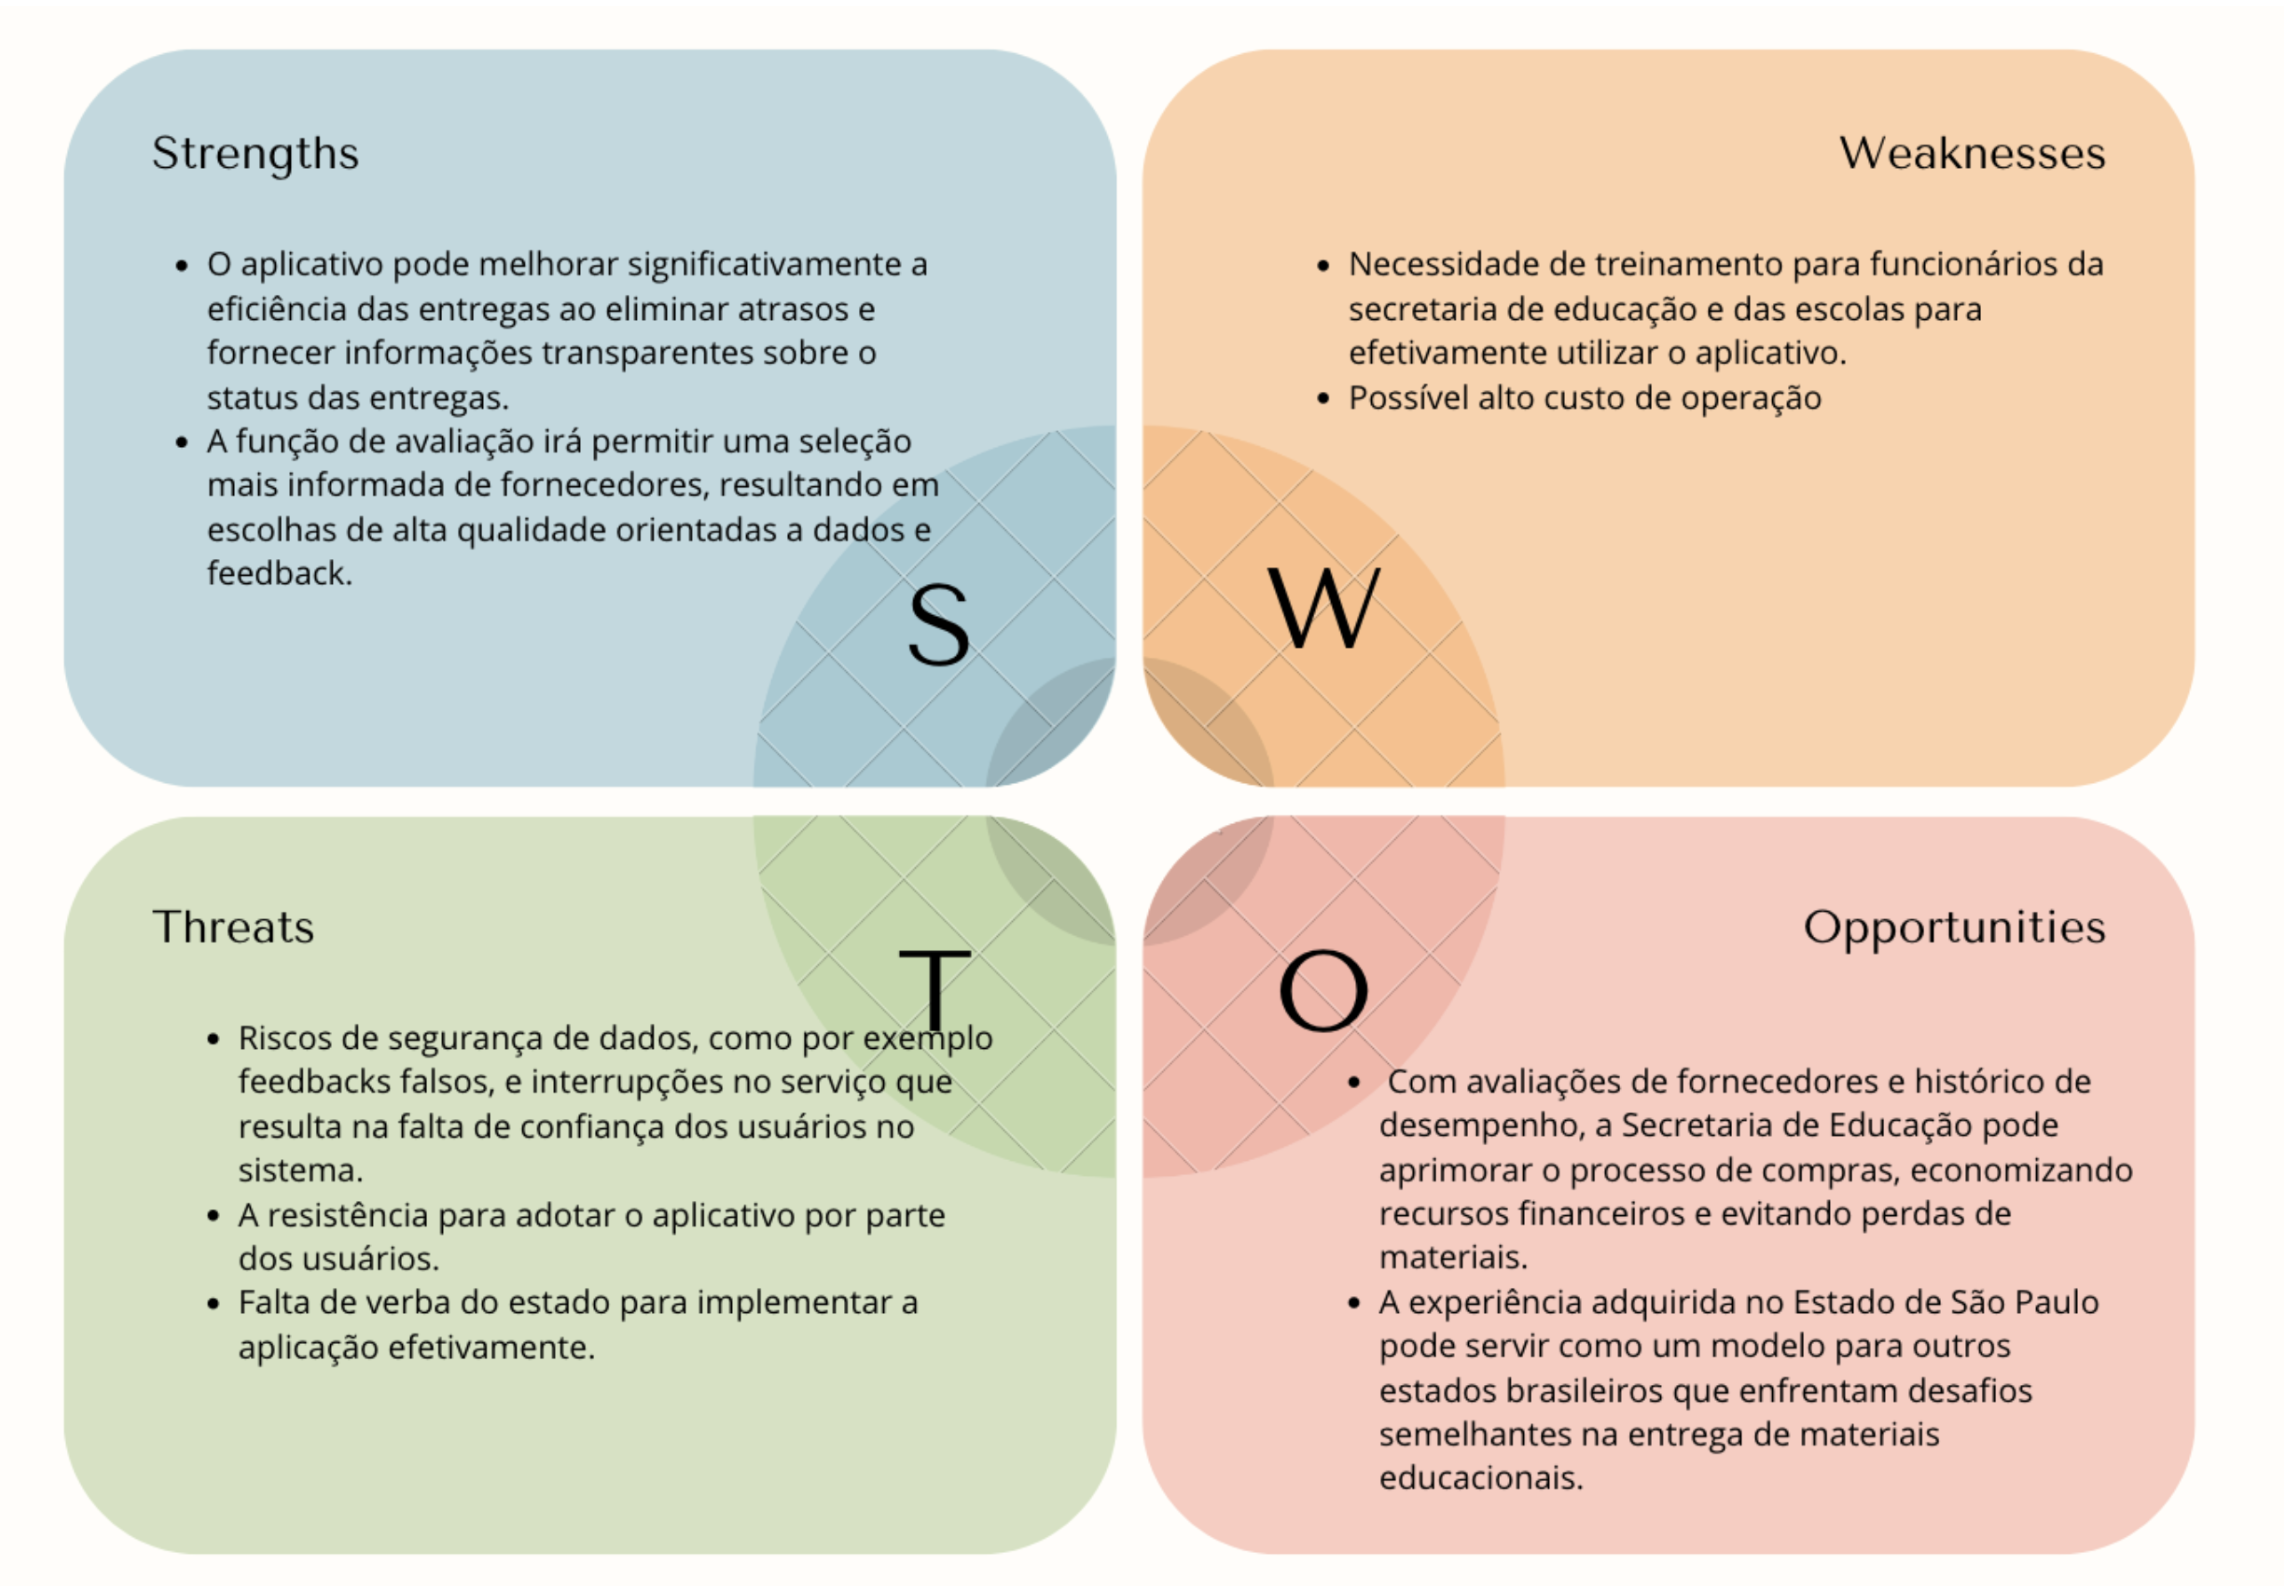 Strengths
• O aplicativo pode melhorar significativamente a
eficiência das entregas ao eliminar atrasos e
fornecer informações transparentes sobre o
status das entregas.
• A função de avaliação irá permitir uma seleção
mais informada de fornecedores, resultando em
escolhas de alta qualidade orientadas a dados e
feedback.
S
Weaknesses
• Necessidade de treinamento para funcionários da
secretaria de educação e das escolas para
efetivamente utilizar o aplicativo.
• Possível alto custo de operação
W
Threats
T
• Riscos de segurança de dados, como por exemplo
feedbacks falsos, e interrupções no serviço que
resulta na falta de confiança dos usuários no
sistema.
• A resistência para adotar o aplicativo por parte
dos usuários.
• Falta de verba do estado para implementar a
aplicação efetivamente.
Opportunities
O
• Com avaliações de fornecedores e histórico de
desempenho, a Secretaria de Educação pode
aprimorar o processo de compras, economizando
recursos financeiros e evitando perdas de
materiais.
• A experiência adquirida no Estado de São Paulo
pode servir como um modelo para outros
estados brasileiros que enfrentam desafios
semelhantes na entrega de materiais
educacionais.